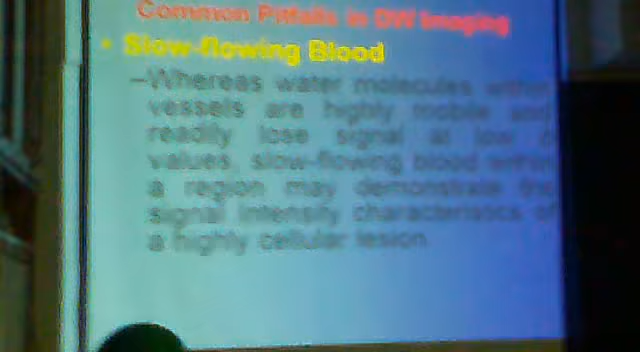 Common Pitfalls in DW Imaging
• Slow-flowing Blood
–Whereas water molecules within
vessels are highly mobile and
readily lose signal at low b
values, slow-flowing blood within
a region may demonstrate the
signal intensity characteristics of
a highly cellular lesion.